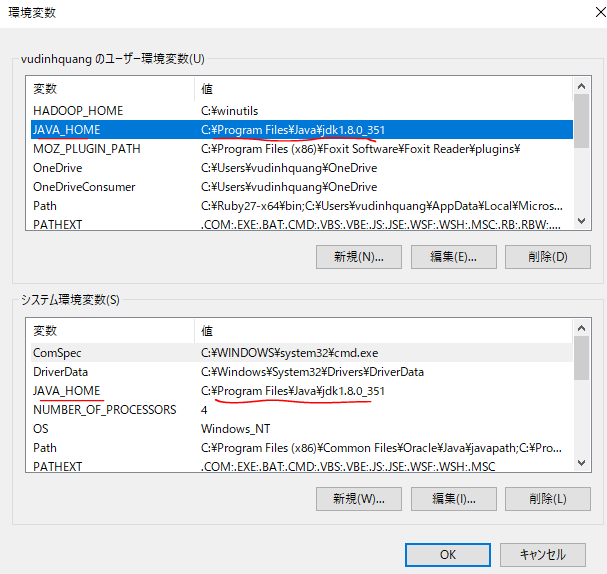 環境変数
vudinhquang のユーザー環境変数(U)
変数 値
HADOOP_HOME C:¥winutils
JAVA_HOME C:¥Program Files¥Java¥jdk1.8.0_351
MOZ_PLUGIN_PATH C:¥Program Files (x86)¥Foxit Software¥Foxit Reader¥plugins¥
OneDrive C:¥Users¥vudinhquang¥OneDrive
OneDriveConsumer C:¥Users¥vudinhquang¥OneDrive
Path C:¥Ruby27-x64¥bin;C:¥Users¥vudinhquang¥AppData¥Local¥Micros...
PATHEXT .COM;.EXE;.BAT;.CMD;.VBS;.VBE;.JS;.JSE;.WSF;.WSH;.MSC;.RB;.RBW;....
新規(N)... 編集(E)... 削除(D)
システム環境変数(S)
変数 値
ComSpec C:¥WINDOWS¥system32¥cmd.exe
DriverData C:¥Windows¥System32¥Drivers¥DriverData
JAVA_HOME C:¥Program Files¥Java¥jdk1.8.0_351
NUMBER_OF_PROCESSORS 4
OS Windows_NT
Path C:¥Program Files (x86)¥Common Files¥Oracle¥Java¥javapath;C:¥Pro...
PATHEXT .COM;.EXE;.BAT;.CMD;.VBS;.VBE;.JS;.JSE;.WSF;.WSH;.MSC
新規(W)... 編集(I)... 削除(L)
OK キャンセル